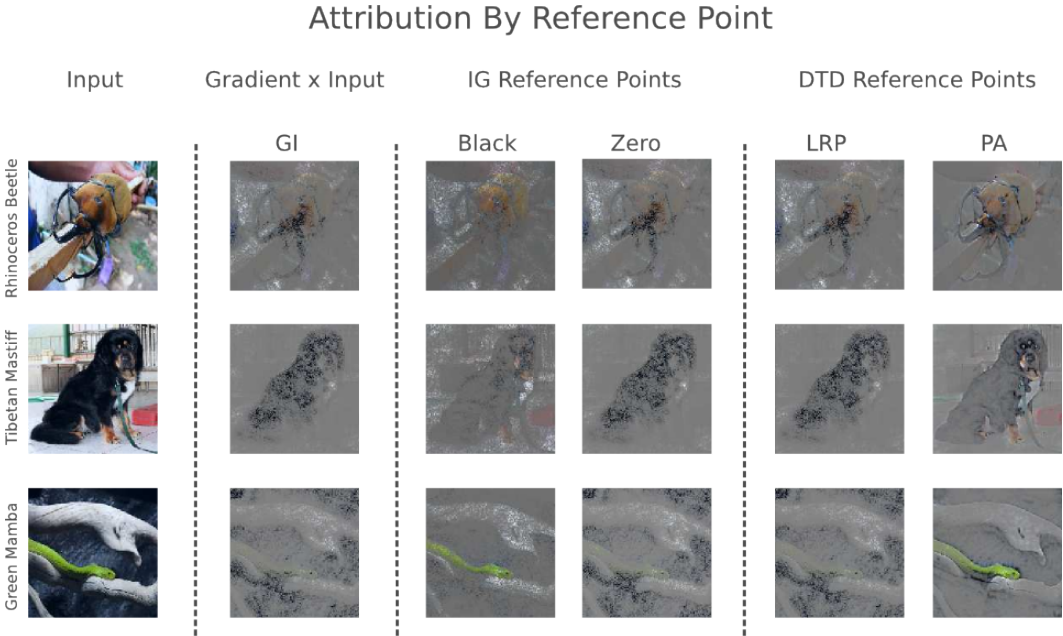 Attribution By Reference Point
Input Gradient x Input IG Reference Points DTD Reference Points
GI Black Zero LRP PA
Rhinoceros Beetle
Tibetan Mastiff
Green Mamba